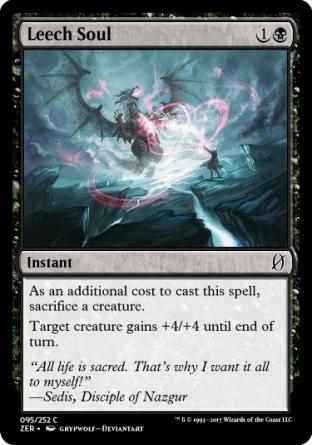 Leech Soul 1
Instant
As an additional cost to cast this spell,
sacrifice a creature.
Target creature gains +4/+4 until end of
turn.
“All life is sacred. That’s why I want it all
to myself!”
—Sedis, Disciple of Nazgur
095/252 C
ZER • GRYPWOLF–DEVIANTART
™ & © 1993–2017 Wizards of the Coast LLC